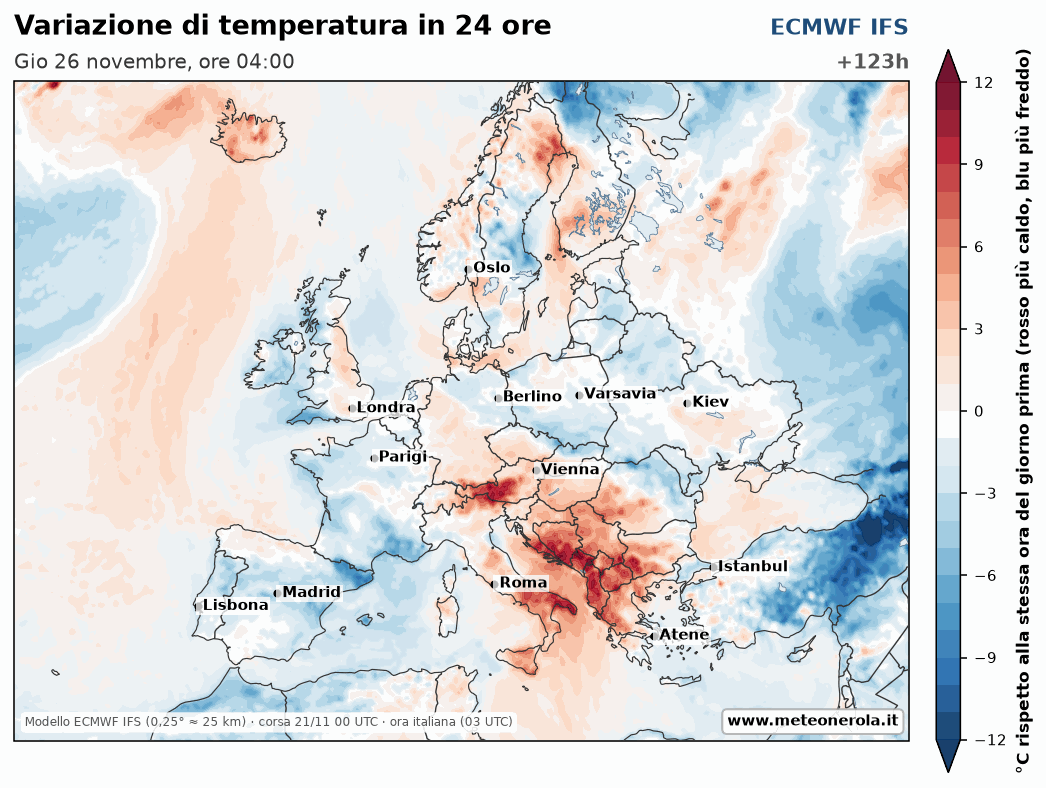 Variazione di temperatura in 24 ore
ECMWF IFS
Gio 26 novembre, ore 04:00
+123h
Oslo
Londra
Berlino
Varsavia
Kiev
Parigi
Vienna
Istanbul
Roma
Madrid
Lisbona
Atene
Modello ECMWF IFS (0,25° ≈ 25 km) · corsa 21/11 00 UTC · ora italiana (03 UTC)
www.meteonerola.it
12
9
6
3
0
−3
−6
−9
−12
°C rispetto alla stessa ora del giorno prima (rosso più caldo, blu più freddo)